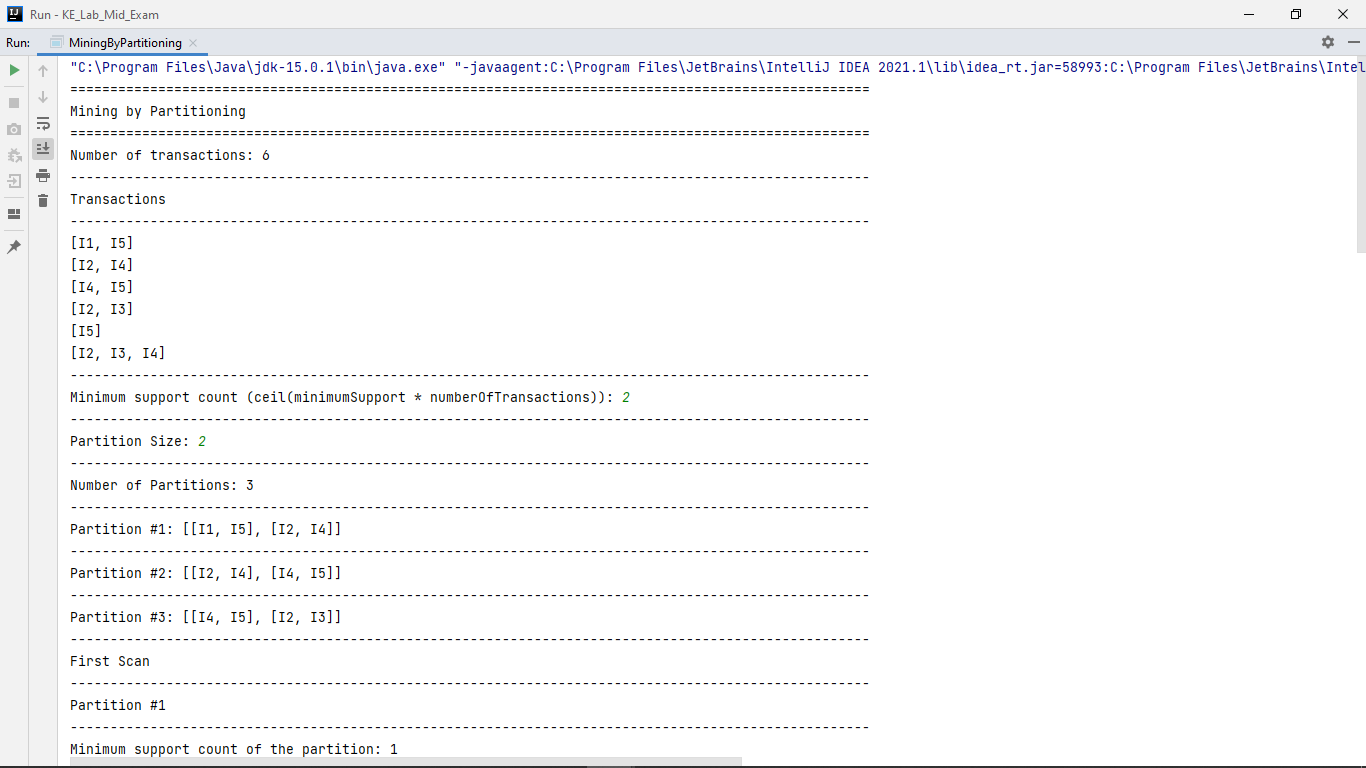 Run - KE_Lab_Mid_Exam
Run: MiningByPartitioning
"C:\Program Files\Java\jdk-15.0.1\bin\java.exe" "-javaagent:C:\Program Files\JetBrains\IntelliJ IDEA 2021.1\lib\idea_rt.jar=58993:C:\Program Files\JetBrains\Intel
====================================================================================================
Mining by Partitioning
====================================================================================================
Number of transactions: 6
----------------------------------------------------------------------------------------------------
Transactions
----------------------------------------------------------------------------------------------------
[I1, I5]
[I2, I4]
[I4, I5]
[I2, I3]
[I5]
[I2, I3, I4]
----------------------------------------------------------------------------------------------------
Minimum support count (ceil(minimumSupport * numberOfTransactions)): 2
----------------------------------------------------------------------------------------------------
Partition Size: 2
----------------------------------------------------------------------------------------------------
Number of Partitions: 3
----------------------------------------------------------------------------------------------------
Partition #1: [[I1, I5], [I2, I4]]
----------------------------------------------------------------------------------------------------
Partition #2: [[I2, I4], [I4, I5]]
----------------------------------------------------------------------------------------------------
Partition #3: [[I4, I5], [I2, I3]]
----------------------------------------------------------------------------------------------------
First Scan
----------------------------------------------------------------------------------------------------
Partition #1
----------------------------------------------------------------------------------------------------
Minimum support count of the partition: 1